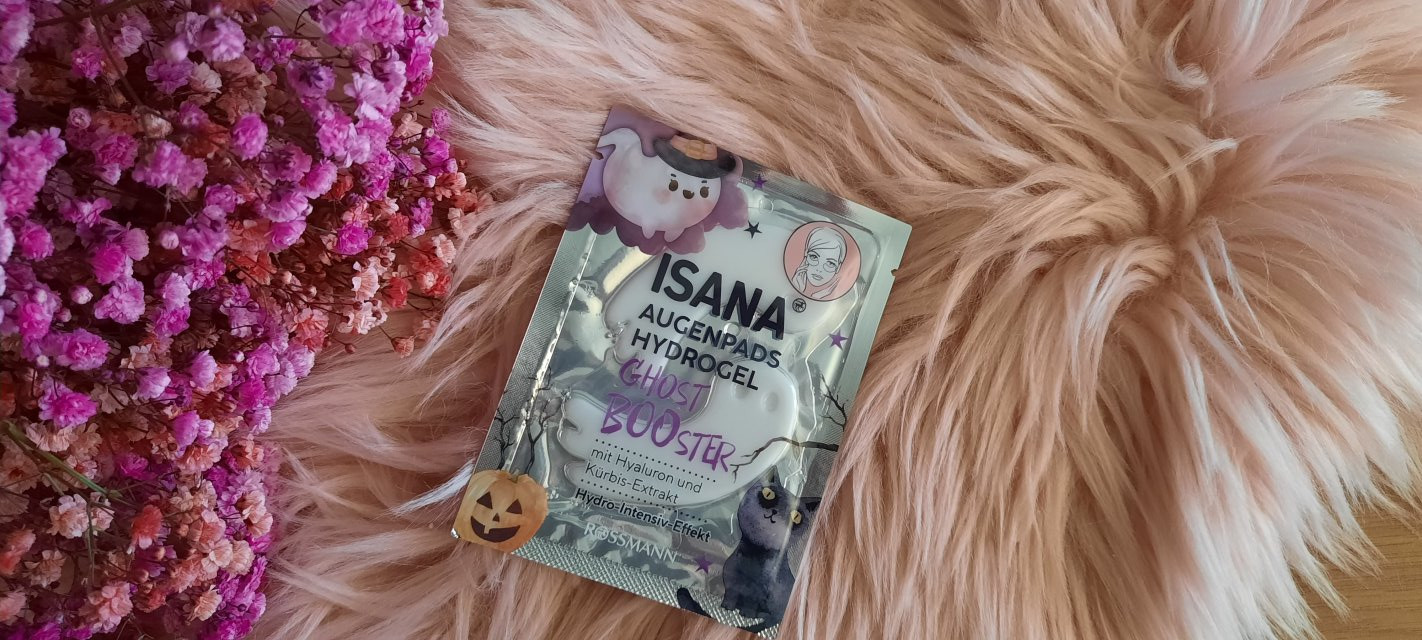 ISANA
AUGENPADS
HYDROGEL
GHOST
BOOSTER
mit Hyaluron und
Kürbis-Extrakt
Hydro-Intensiv-Effekt
ROSSMANN